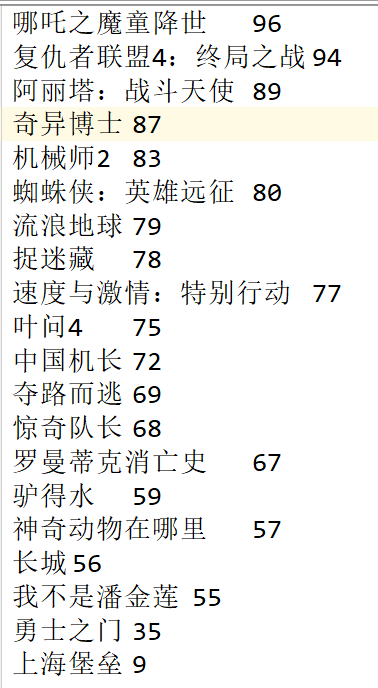 哪吒之魔童降世 96
复仇者联盟4：终局之战 94
阿丽塔：战斗天使 89
奇异博士 87
机械师2 83
蜘蛛侠：英雄远征 80
流浪地球 79
捉迷藏 78
速度与激情：特别行动 77
叶问4 75
中国机长 72
夺路而逃 69
惊奇队长 68
罗曼蒂克消亡史 67
驴得水 59
神奇动物在哪里 57
长城 56
我不是潘金莲 55
勇士之门 35
上海堡垒 9